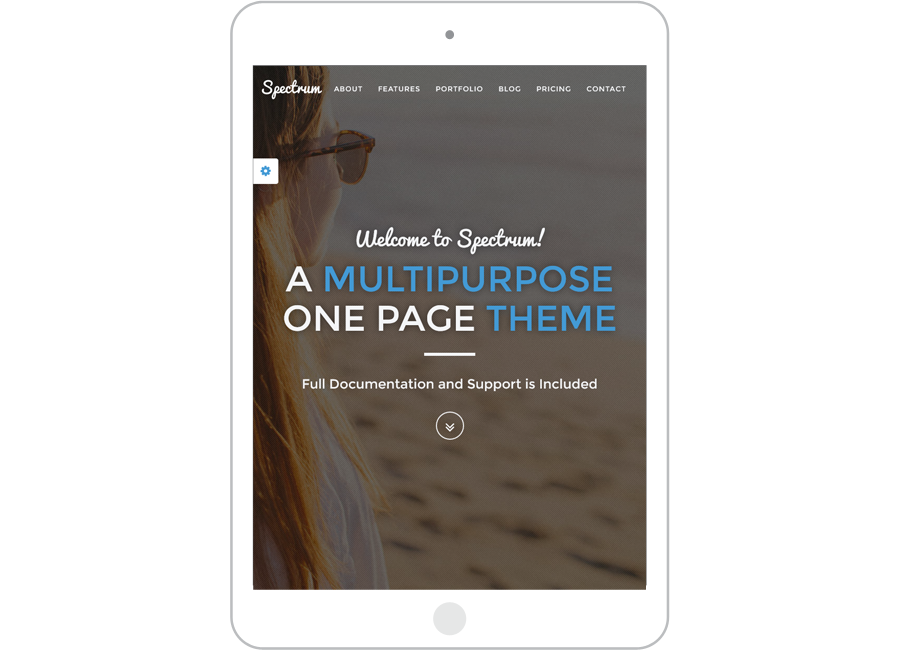 Spectrum ABOUT FEATURES PORTFOLIO BLOG PRICING CONTACT
Welcome to Spectrum!
A MULTIPURPOSE
ONE PAGE THEME
Full Documentation and Support is Included